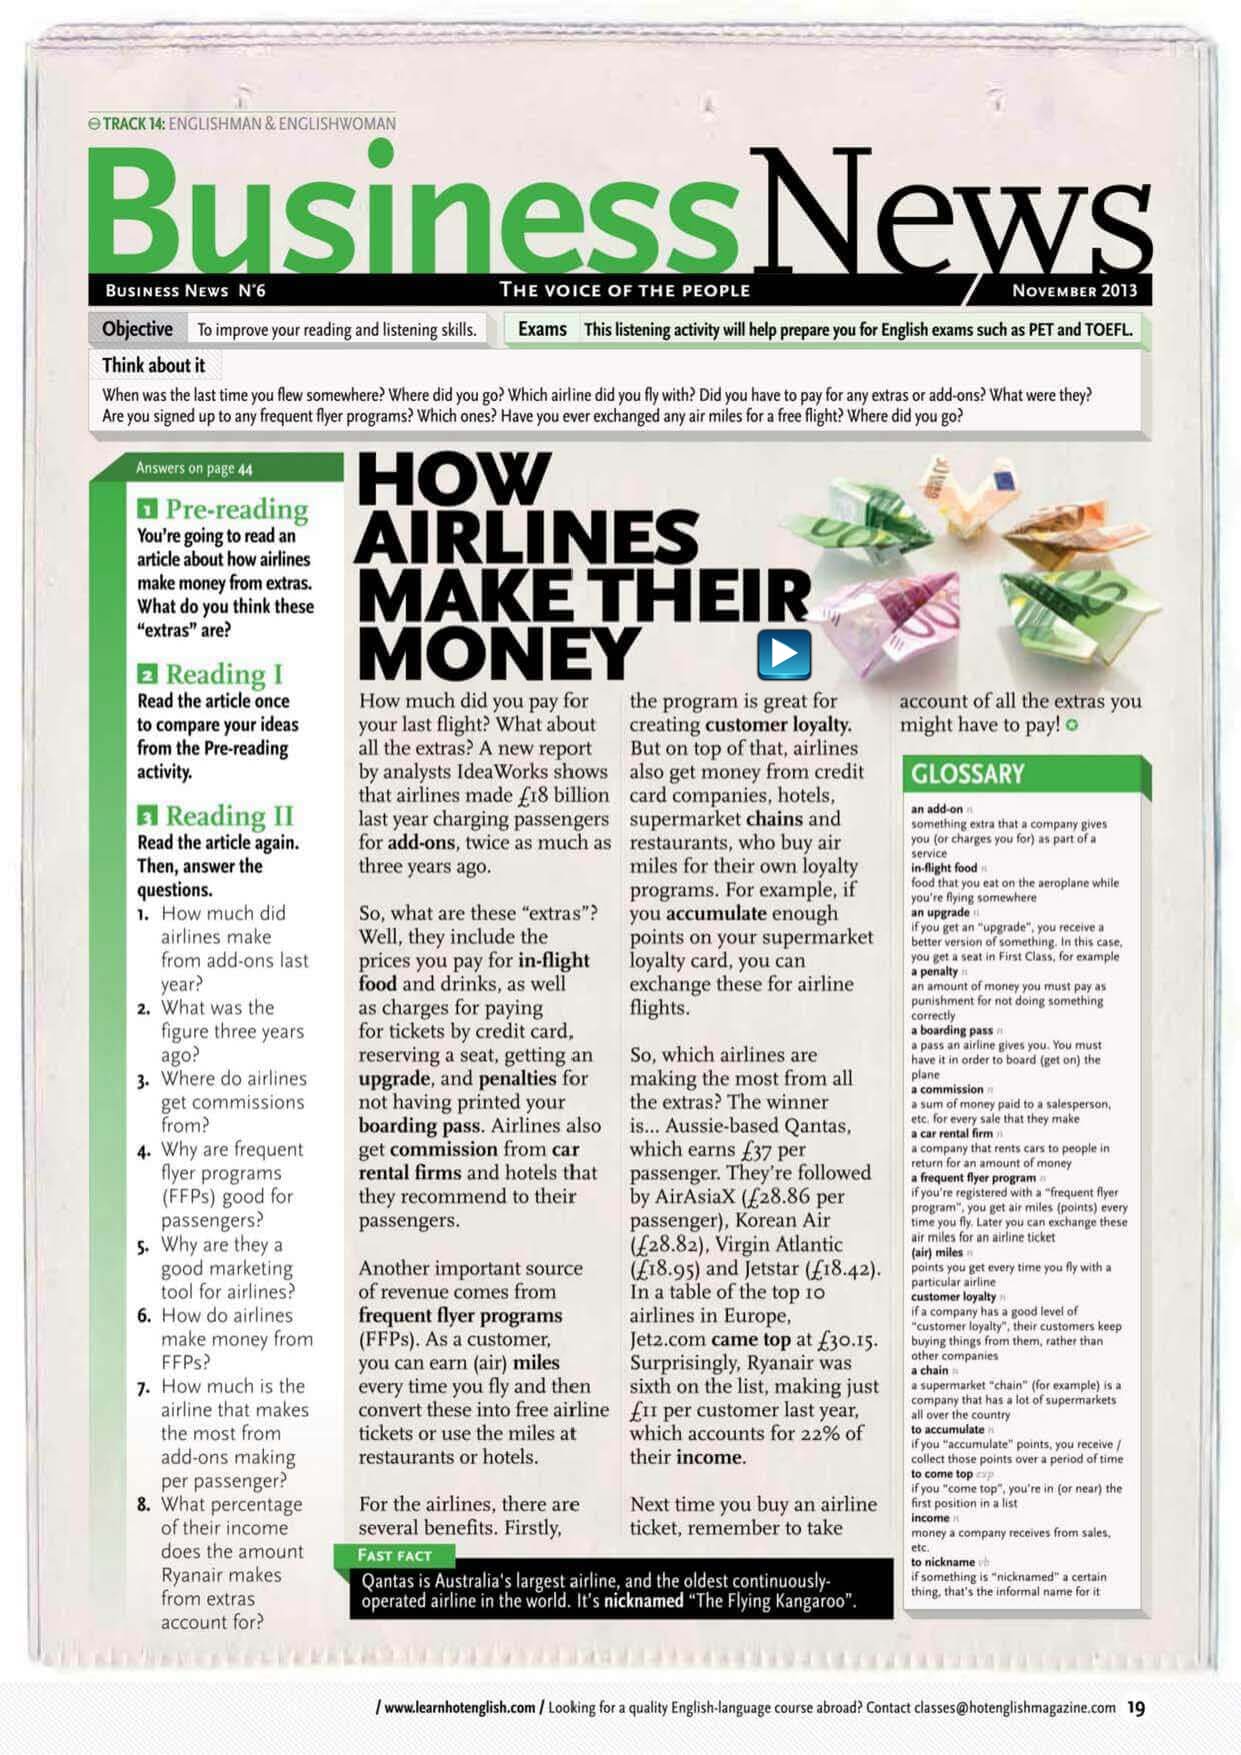 TRACK 14: ENGLISHMAN & ENGLISHWOMAN
BusinessNews
BUSINESS NEWS N°6
THE VOICE OF THE PEOPLE
NOVEMBER 2013
Objective
To improve your reading and listening skills.
Exams
This listening activity will help prepare you for English exams such as PET and TOEFL.
Think about it
When was the last time you flew somewhere? Where did you go? Which airline did you fly with? Did you have to pay for any extras or add-ons? What were they?
Are you signed up to any frequent flyer programs? Which ones? Have you ever exchanged any air miles for a free flight? Where did you go?
Answers on page 44
1 Pre-reading
You're going to read an
article about how airlines
make money from extras.
What do you think these
"extras" are?
2 Reading I
Read the article once
to compare your ideas
from the Pre-reading
activity.
3 Reading II
Read the article again.
Then, answer the
questions.
1. How much did
airlines make
from add-ons last
year?
2. What was the
figure three years
ago?
3. Where do airlines
get commissions
from?
4. Why are frequent
flyer programs
(FFPs) good for
passengers?
5. Why are they a
good marketing
tool for airlines?
6. How do airlines
make money from
FFPs?
7. How much is the
airline that makes
the most from
add-ons making
per passenger?
8. What percentage
of their income
does the amount
Ryanair makes
from extras
account for?
HOW
AIRLINES
MAKE THEIR
MONEY
How much did you pay for
your last flight? What about
all the extras? A new report
by analysts IdeaWorks shows
that airlines made £18 billion
last year charging passengers
for add-ons, twice as much as
three years ago.
So, what are these "extras"?
Well, they include the
prices you pay for in-flight
food and drinks, as well
as charges for paying
for tickets by credit card,
reserving a seat, getting an
upgrade, and penalties for
not having printed your
boarding pass. Airlines also
get commission from car
rental firms and hotels that
they recommend to their
passengers.
Another important source
of revenue comes from
frequent flyer programs
(FFPs). As a customer,
you can earn (air) miles
every time you fly and then
convert these into free airline
tickets or use the miles at
restaurants or hotels.
For the airlines, there are
several benefits. Firstly,
the program is great for
creating customer loyalty.
But on top of that, airlines
also get money from credit
card companies, hotels,
supermarket chains and
restaurants, who buy air
miles for their own loyalty
programs. For example, if
you accumulate enough
points on your supermarket
loyalty card, you can
exchange these for airline
flights.
So, which airlines are
making the most from all
the extras? The winner
is... Aussie-based Qantas,
which earns £37 per
passenger. They're followed
by AirAsiaX (£28.86 per
passenger), Korean Air
(£28.82), Virgin Atlantic
(£18.95) and Jetstar (£18.42).
In a table of the top 10
airlines in Europe,
Jet2.com came top at £30.15.
Surprisingly, Ryanair was
sixth on the list, making just
£11 per customer last year,
which accounts for 22% of
their income.
Next time you buy an airline
ticket, remember to take
account of all the extras you
might have to pay!
FAST FACT
Qantas is Australia's largest airline, and the oldest continuously-
operated airline in the world. It's nicknamed "The Flying Kangaroo".
GLOSSARY
an add-on n
something extra that a company gives
you (or charges you for) as part of a
service
in-flight food n
food that you eat on the aeroplane while
you're flying somewhere
an upgrade n
if you get an "upgrade", you receive a
better version of something. In this case,
you get a seat in First Class, for example
a penalty n
an amount of money you must pay as
punishment for not doing something
correctly
a boarding pass n
a pass an airline gives you. You must
have it in order to board (get on) the
plane
a commission n
a sum of money paid to a salesperson,
etc. for every sale that they make
a car rental firm n
a company that rents cars to people in
return for an amount of money
a frequent flyer program n
if you're registered with a "frequent flyer
program", you get air miles (points) every
time you fly. Later you can exchange these
air miles for an airline ticket
(air) miles n
points you get every time you fly with a
particular airline
customer loyalty n
if a company has a good level of
"customer loyalty", their customers keep
buying things from them, rather than
other companies
a chain n
a supermarket "chain" (for example) is a
company that has a lot of supermarkets
all over the country
to accumulate n
if you "accumulate" points, you receive /
collect those points over a period of time
to come top exp
if you "come top", you're in (or near) the
first position in a list
income n
money a company receives from sales,
etc.
to nickname vb
if something is "nicknamed" a certain
thing, that's the informal name for it
/ www.learnhotenglish.com / Looking for a quality English-language course abroad? Contact classes@hotenglishmagazine.com 19